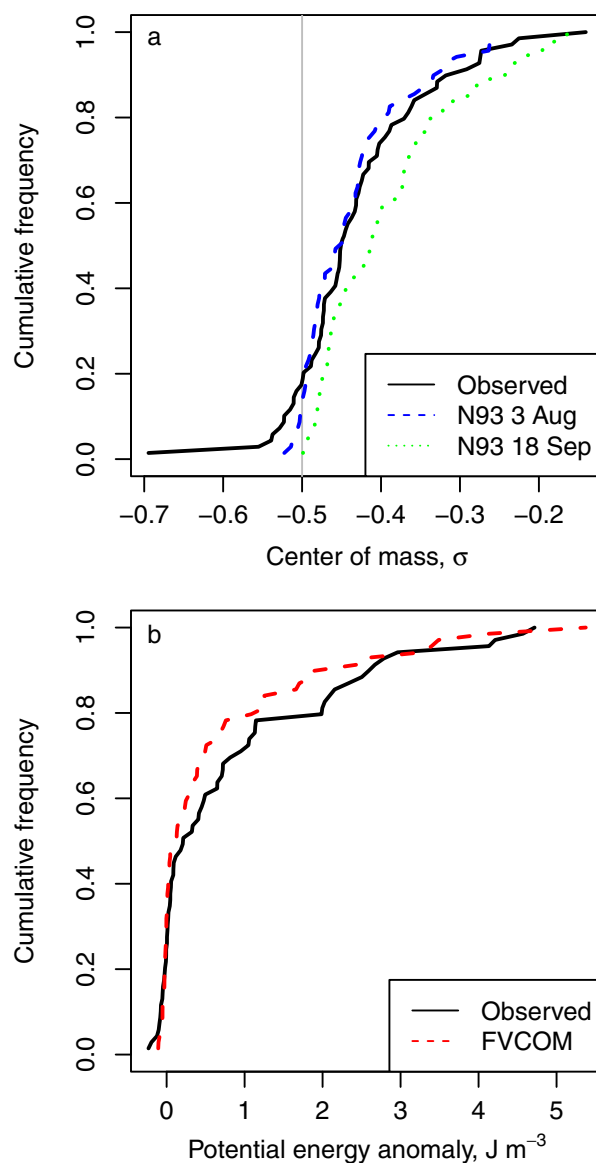 a
Cumulative frequency
0.0
0.2
0.4
0.6
0.8
1.0
Observed
N93 3 Aug
N93 18 Sep
−0.7
−0.6
−0.5
−0.4
−0.3
−0.2
Center of mass, σ
b
Cumulative frequency
0.0
0.2
0.4
0.6
0.8
1.0
Observed
FVCOM
0
1
2
3
4
5
Potential energy anomaly, J m⁻³